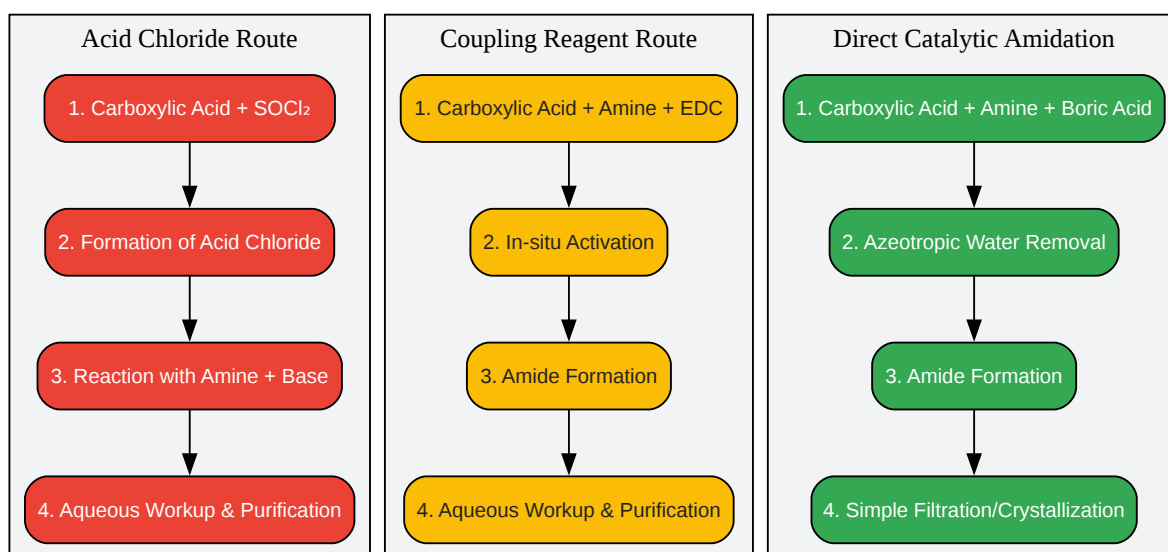 Acid Chloride Route
1. Carboxylic Acid + SOCl₂
2. Formation of Acid Chloride
3. Reaction with Amine + Base
4. Aqueous Workup & Purification
Coupling Reagent Route
1. Carboxylic Acid + Amine + EDC
2. In-situ Activation
3. Amide Formation
4. Aqueous Workup & Purification
Direct Catalytic Amidation
1. Carboxylic Acid + Amine + Boric Acid
2. Azeotropic Water Removal
3. Amide Formation
4. Simple Filtration/Crystallization